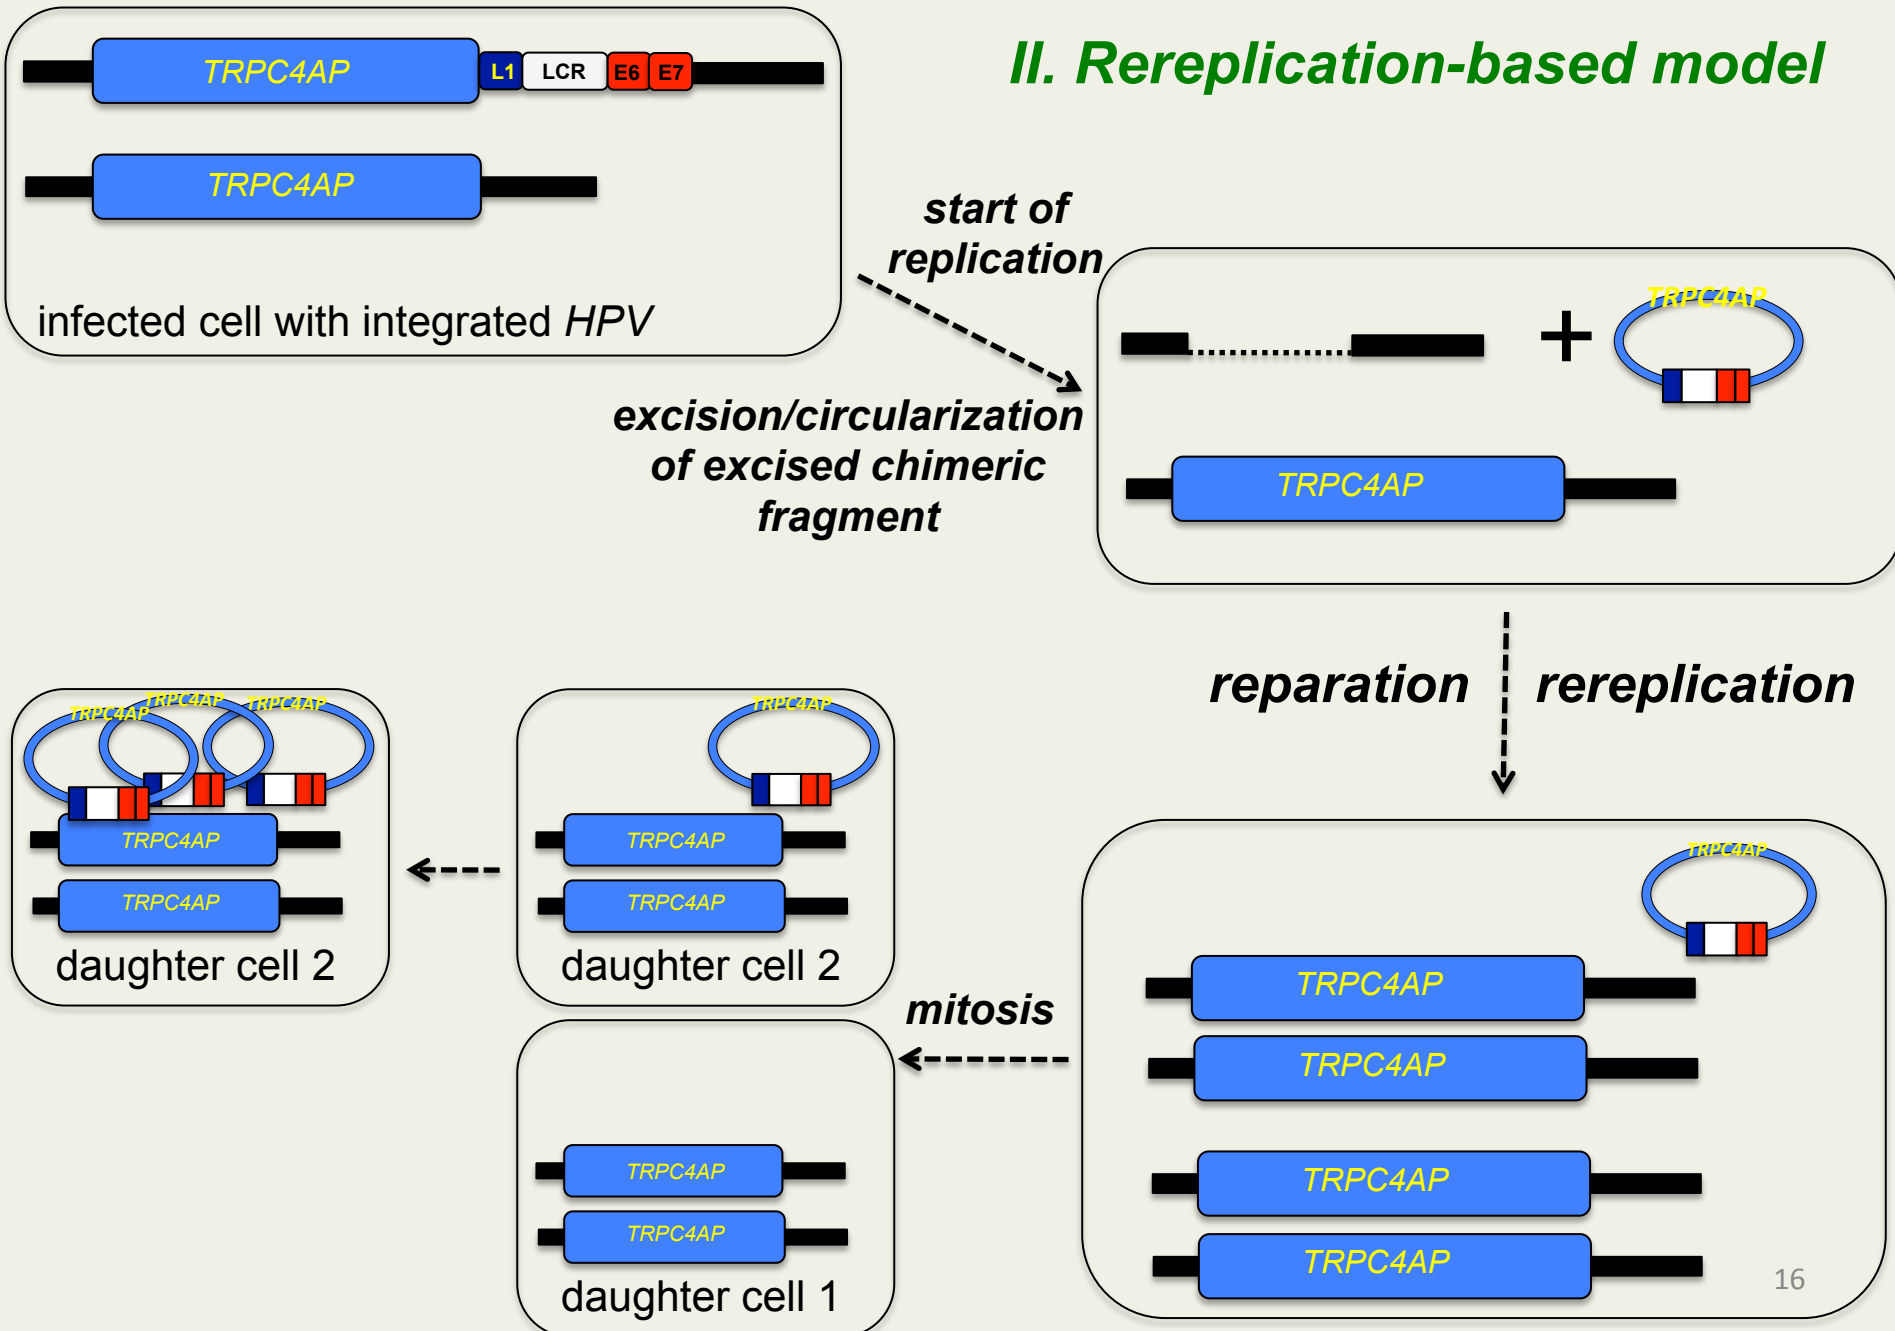 II. Rereplication-based model
TRPC4AP
L1 LCR E6 E7
TRPC4AP
infected cell with integrated HPV
start of
replication
excision/circularization
of excised chimeric
fragment
TRPC4AP
TRPC4AP
reparation rereplication
TRPC4AP
TRPC4AP
TRPC4AP
TRPC4AP
TRPC4AP
mitosis
TRPC4AP
TRPC4AP
TRPC4AP
daughter cell 2
TRPC4AP
TRPC4AP
daughter cell 1
TRPC4AP
TRPC4AP
TRPC4AP
TRPC4AP
TRPC4AP
daughter cell 2
16